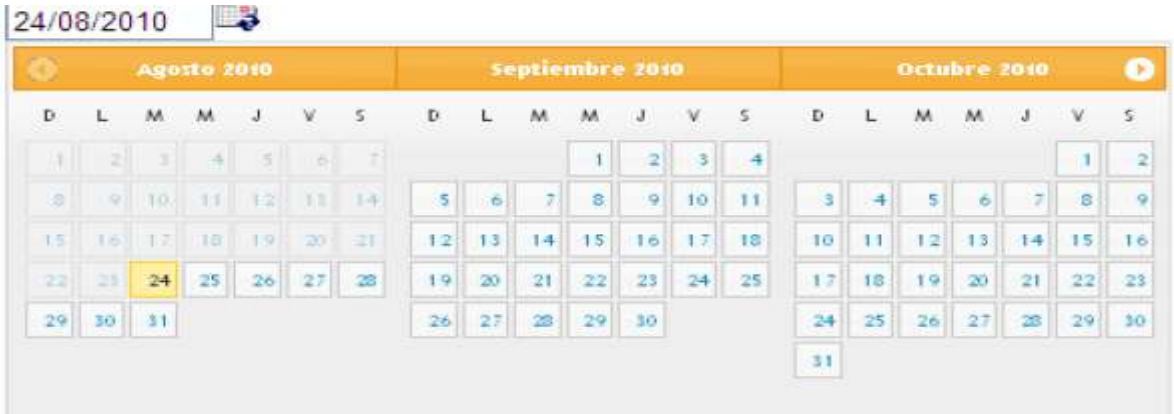 24/08/2010
Agosto 2010 Septiembre 2010 Octubre 2010
D L M M J V S D L M M J V S D L M M J V S
1 2 3 4 5 6 7 1 2 3 4 1 2
8 9 10 11 12 13 14 5 6 7 8 9 10 11 3 4 5 6 7 8 9
15 16 17 18 19 20 21 12 13 14 15 16 17 18 10 11 12 13 14 15 16
22 23 24 25 26 27 28 19 20 21 22 23 24 25 17 18 19 20 21 22 23
29 30 31 26 27 28 29 30 24 25 26 27 28 29 30
31